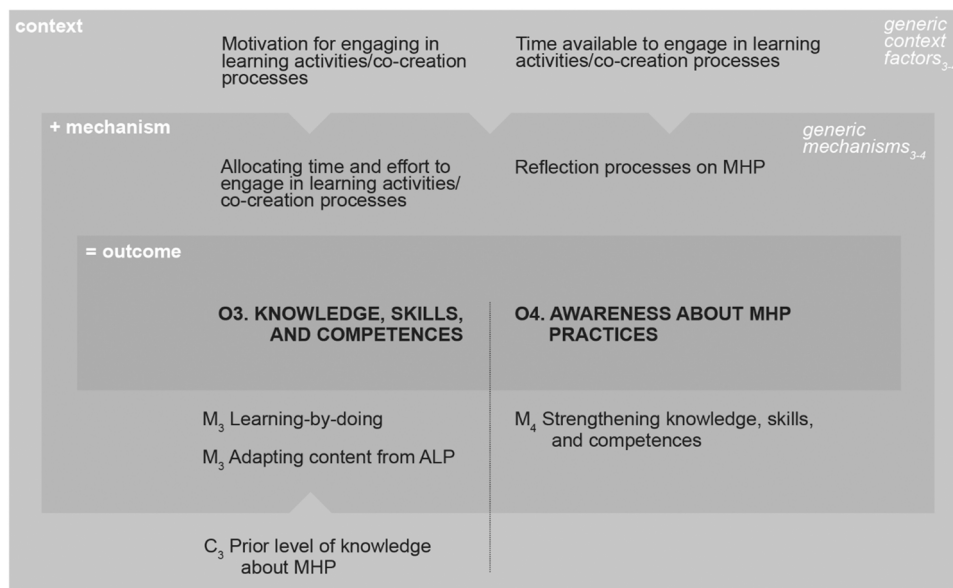 context
generic
context
factors3-4
Motivation for engaging in
learning activities/co-creation
processes
Time available to engage in learning
activities/co-creation processes
+ mechanism
generic
mechanisms3-4
Allocating time and effort to
engage in learning activities/
co-creation processes
Reflection processes on MHP
= outcome
O3. KNOWLEDGE, SKILLS,
AND COMPETENCES
O4. AWARENESS ABOUT MHP
PRACTICES
M3 Learning-by-doing
M3 Adapting content from ALP
M4 Strengthening knowledge, skills,
and competences
C3 Prior level of knowledge
about MHP